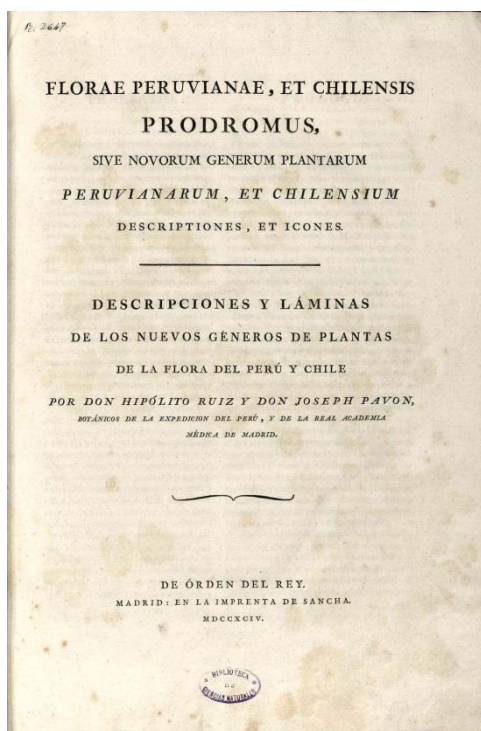 R. 2647
FLORAE PERUVIANAE, ET CHILENSIS
PRODROMUS,
SIVE NOVORUM GENERUM PLANTARUM
PERUVIANARUM, ET CHILENSIUM
DESCRIPTIONES, ET ICONES.
DESCRIPCIONES Y LÁMINAS
DE LOS NUEVOS GÉNEROS DE PLANTAS
DE LA FLORA DEL PERÚ Y CHILE
POR DON HIPÓLITO RUIZ Y DON JOSEPH PAVON,
BOTÁNICOS DE LA EXPEDICION DEL PERÚ, Y DE LA REAL ACADEMIA
MÉDICA DE MADRID.
DE ÓRDEN DEL REY.
MADRID: EN LA IMPRENTA DE SANCHA.
MDCCXCIV.
BIBLIOTECA
DE
CIENCIAS NATURALES